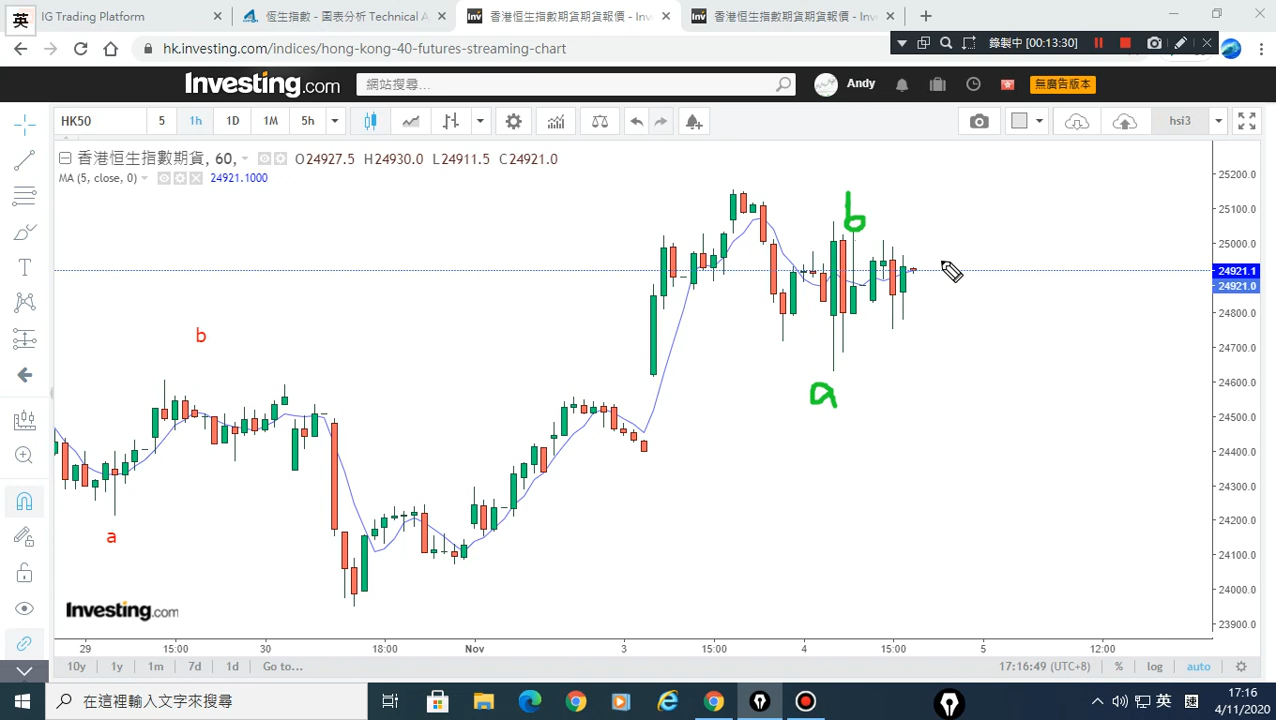 英
IG Trading Platform
恆生指數 - 圖表分析 Technical A
香港恒生指數期貨期貨報價 - Inv
香港恒生指數期貨期貨報價 - Inv
hk.investing.com/indices/hong-kong-40-futures-streaming-chart
錄製中 [00:13:30]
Investing.com
網站搜尋...
Andy
無廣告版本
HK50
5
1h
1D
1M
5h
hsi3
香港恒生指數期貨, 60,
O24927.5 H24930.0 L24911.5 C24921.0
MA (5, close, 0)
24921.1000
b
a
b
a
25200.0
25100.0
25000.0
24921.1
24921.0
24800.0
24700.0
24600.0
24500.0
24400.0
24300.0
24200.0
24100.0
24000.0
23900.0
Investing.com
29
15:00
30
18:00
Nov
3
15:00
4
15:00
5
12:00
10y
1y
1m
7d
1d
Go to...
17:16:49 (UTC+8)
%
log
auto
在這裡輸入文字來搜尋
英
17:16
4/11/2020